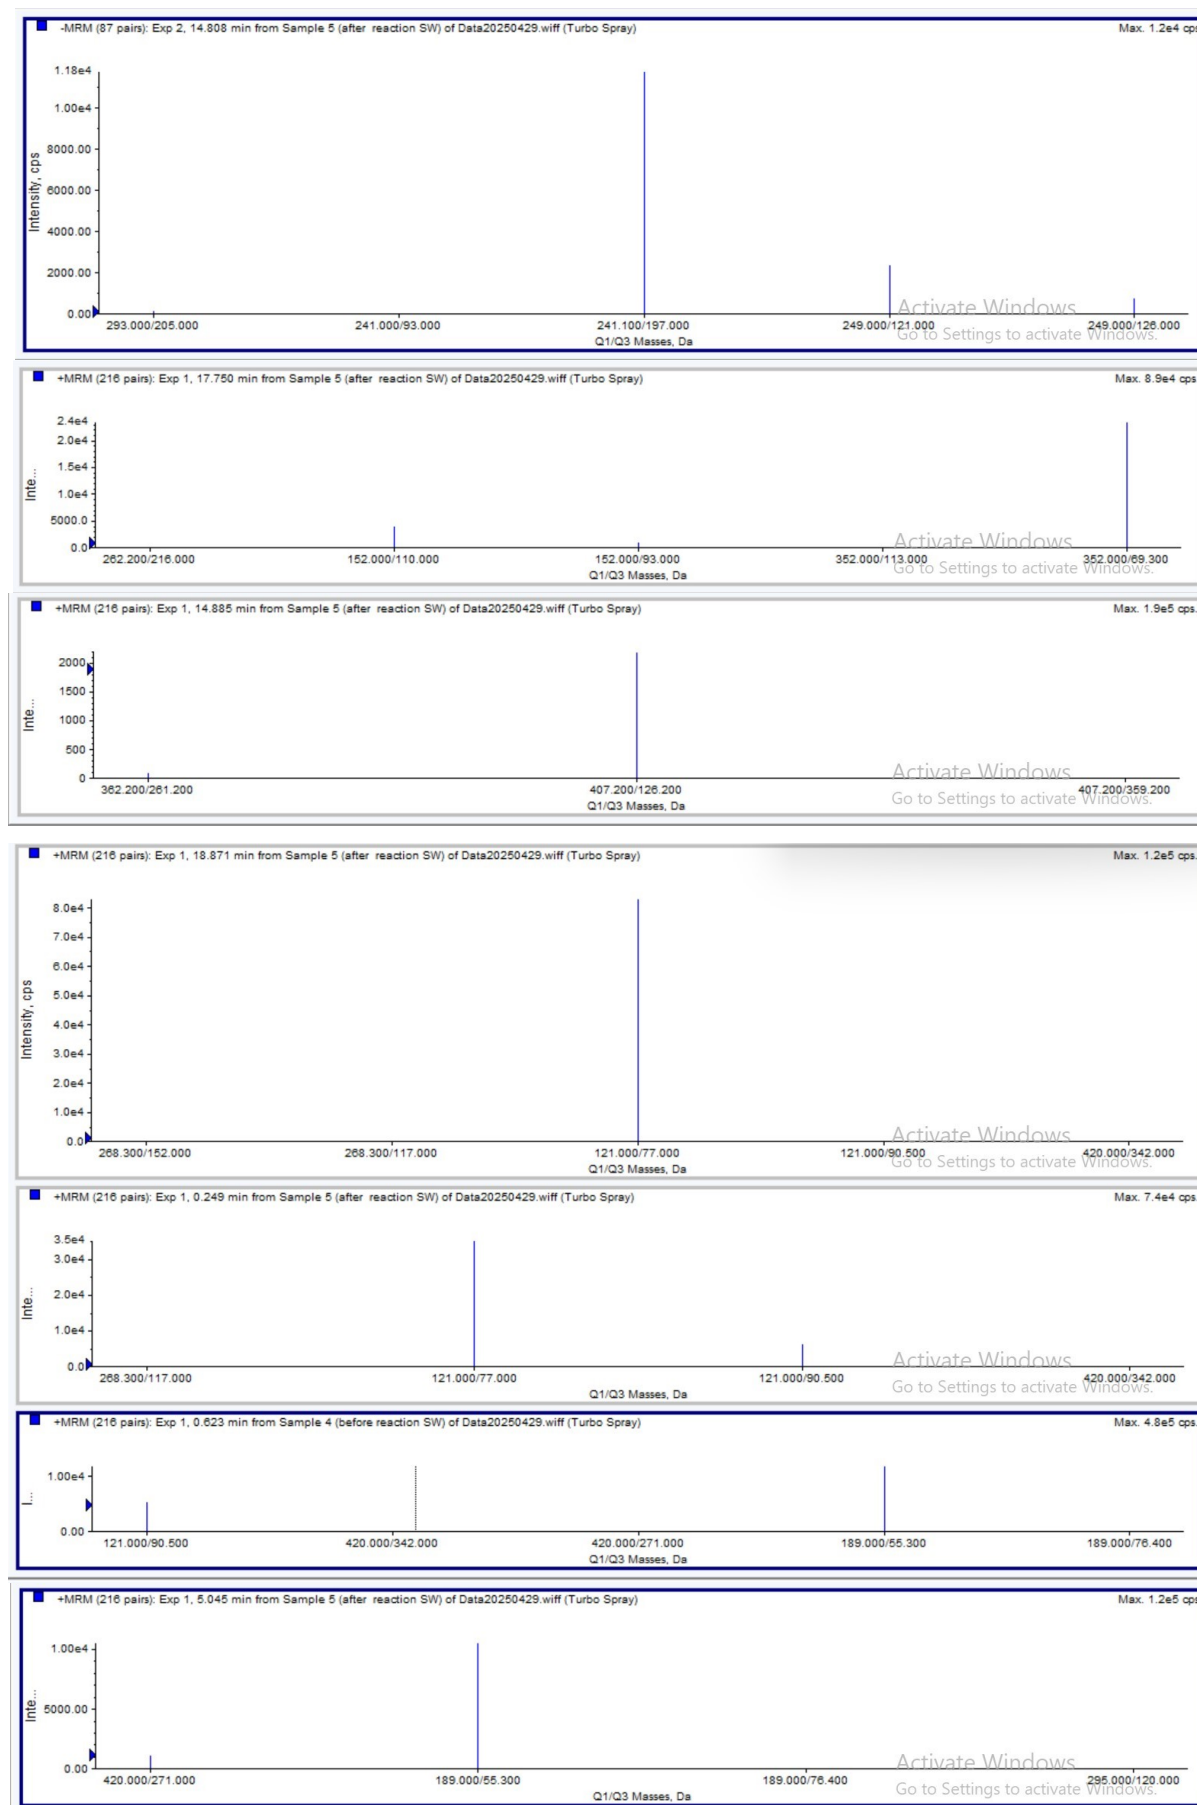 -MRM (87 pairs): Exp 2, 14.808 min from Sample 5 (after reaction SW) of Data20250429.wiff (Turbo Spray) Max. 1.2e4 cps
1.18e4
1.00e4
8000.00
6000.00
4000.00
2000.00
0.00
Intensity, cps
293.000/205.000 241.000/93.000 241.100/197.000 249.000/121.000 249.000/126.000
Q1/Q3 Masses, Da
Activate Windows
Go to Settings to activate Windows.
+MRM (216 pairs): Exp 1, 17.750 min from Sample 5 (after reaction SW) of Data20250429.wiff (Turbo Spray) Max. 8.9e4 cps
2.4e4
2.0e4
1.5e4
1.0e4
5000.0
0.0
Inte...
262.200/216.000 152.000/110.000 152.000/93.000 352.000/113.000 352.000/69.300
Q1/Q3 Masses, Da
Activate Windows
Go to Settings to activate Windows.
+MRM (216 pairs): Exp 1, 14.885 min from Sample 5 (after reaction SW) of Data20250429.wiff (Turbo Spray) Max. 1.9e5 cps.
2000
1500
1000
500
0
Inte...
362.200/261.200 407.200/126.200 407.200/359.200
Q1/Q3 Masses, Da
Activate Windows
Go to Settings to activate Windows.
+MRM (216 pairs): Exp 1, 18.871 min from Sample 5 (after reaction SW) of Data20250429.wiff (Turbo Spray) Max. 1.2e5 cps.
8.0e4
7.0e4
6.0e4
5.0e4
4.0e4
3.0e4
2.0e4
1.0e4
0.0
Intensity, cps
268.300/152.000 268.300/117.000 121.000/77.000 121.000/90.500 420.000/342.000
Q1/Q3 Masses, Da
Activate Windows
Go to Settings to activate Windows.
+MRM (216 pairs): Exp 1, 0.249 min from Sample 5 (after reaction SW) of Data20250429.wiff (Turbo Spray) Max. 7.4e4 cps.
3.5e4
3.0e4
2.0e4
1.0e4
0.0
Inte...
268.300/117.000 121.000/77.000 121.000/90.500 420.000/342.000
Q1/Q3 Masses, Da
Activate Windows
Go to Settings to activate Windows.
+MRM (216 pairs): Exp 1, 0.623 min from Sample 4 (before reaction SW) of Data20250429.wiff (Turbo Spray) Max. 4.8e5 cps.
1.00e4
0.00
I...
121.000/90.500 420.000/342.000 420.000/271.000 189.000/55.300 189.000/76.400
Q1/Q3 Masses, Da
+MRM (216 pairs): Exp 1, 5.045 min from Sample 5 (after reaction SW) of Data20250429.wiff (Turbo Spray) Max. 1.2e5 cps
1.00e4
5000.00
0.00
Inte...
420.000/271.000 189.000/55.300 189.000/76.400 295.000/120.000
Q1/Q3 Masses, Da
Activate Windows
Go to Settings to activate Windows.